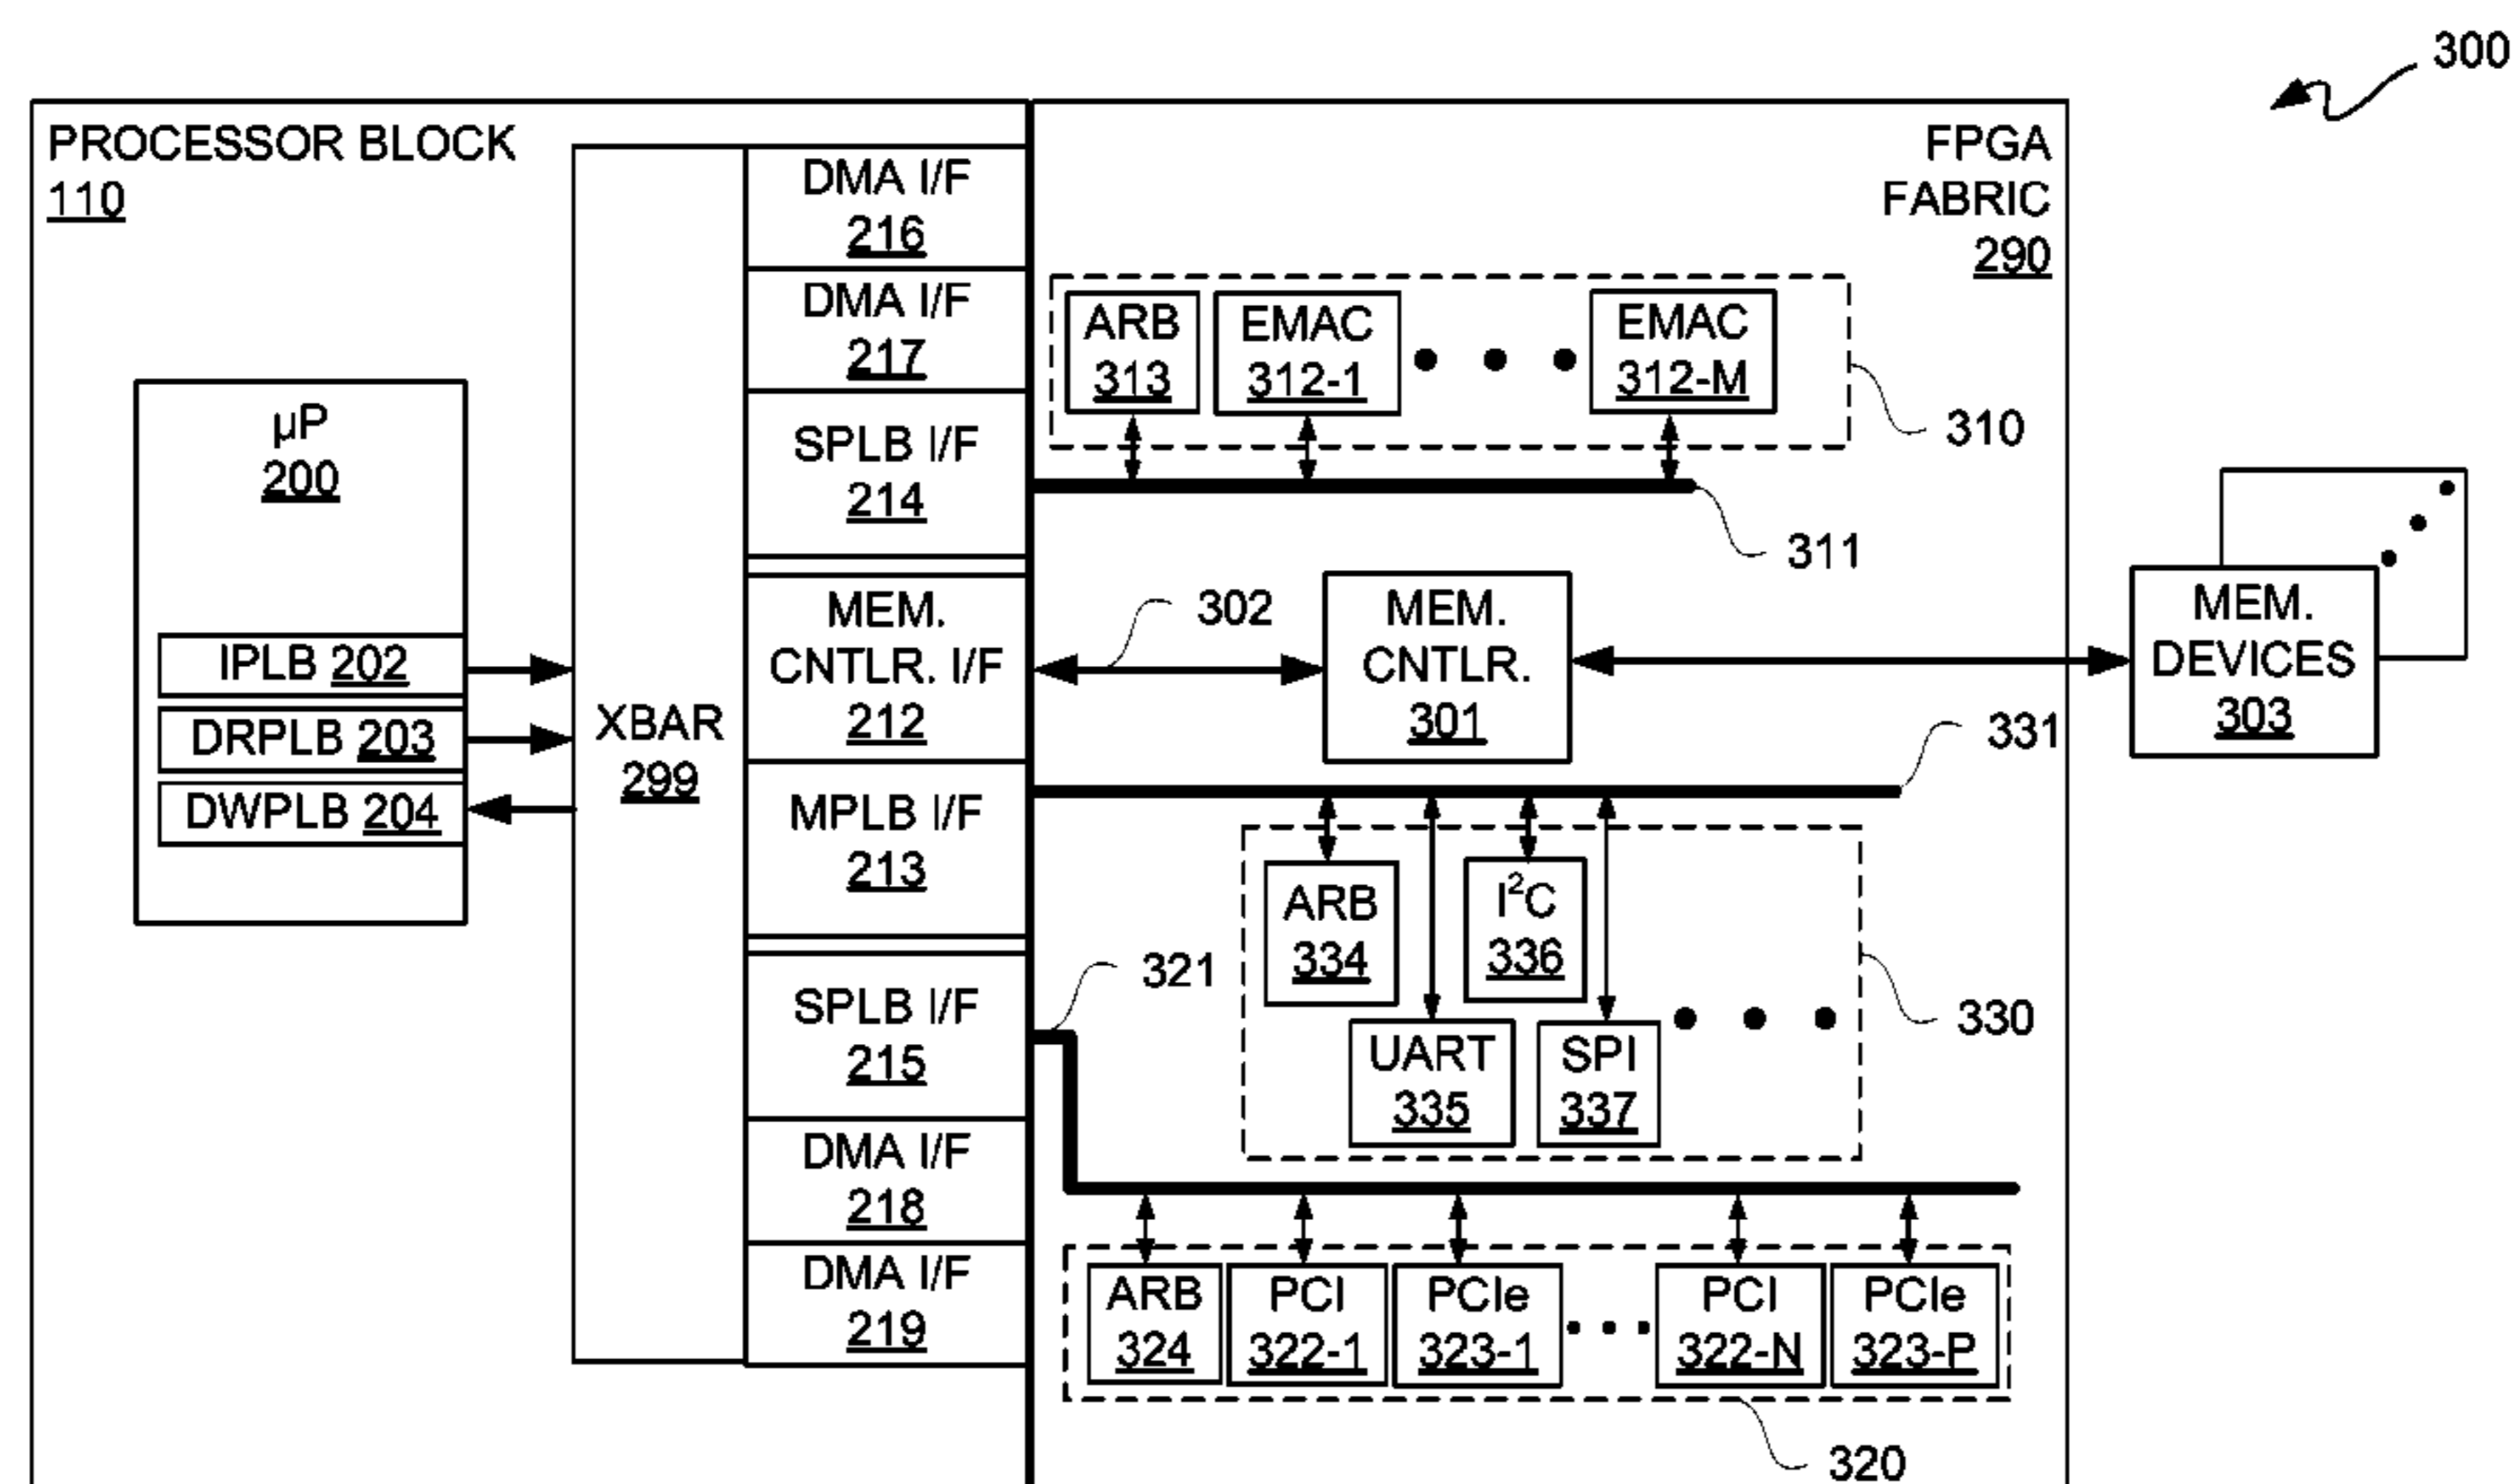 300
PROCESSOR BLOCK
110
FPGA
FABRIC
290
µP
200
IPLB 202
DRPLB 203
DWPLB 204
XBAR
299
DMA I/F
216
DMA I/F
217
SPLB I/F
214
MEM.
CNTLR. I/F
212
MPLB I/F
213
SPLB I/F
215
DMA I/F
218
DMA I/F
219
ARB
313
EMAC
312-1
EMAC
312-M
310
311
302
MEM.
CNTLR.
301
MEM.
DEVICES
303
331
ARB
334
I²C
336
UART
335
SPI
337
330
321
ARB
324
PCI
322-1
PCIe
323-1
PCI
322-N
PCIe
323-P
320